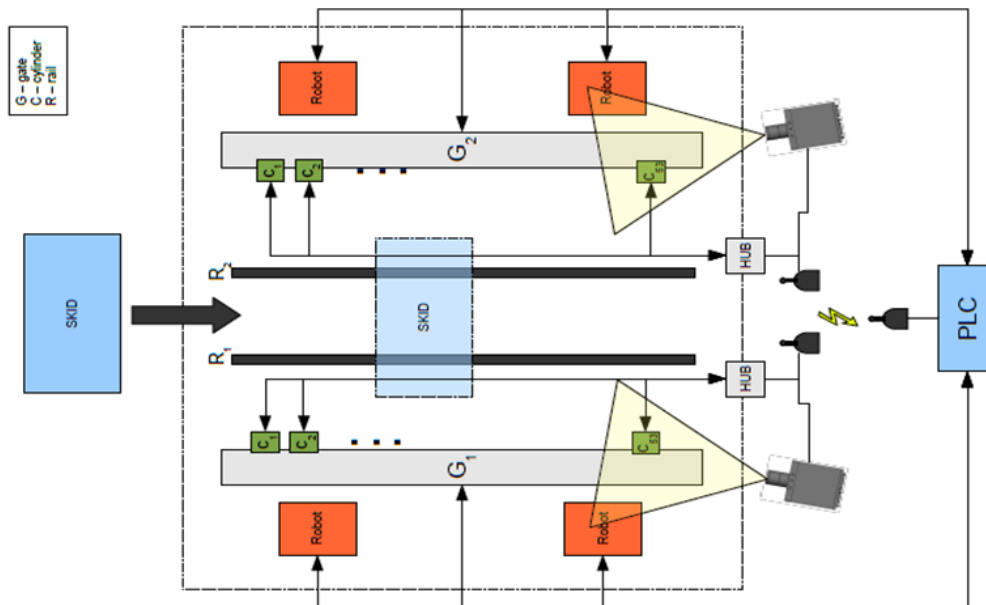 G – gate
C – cylinder
R – rail
SKID
Robot
Robot
G2
C1
C2
. . .
C53
R2
HUB
SKID
PLC
R1
HUB
C1
C2
. . .
C53
G1
Robot
Robot